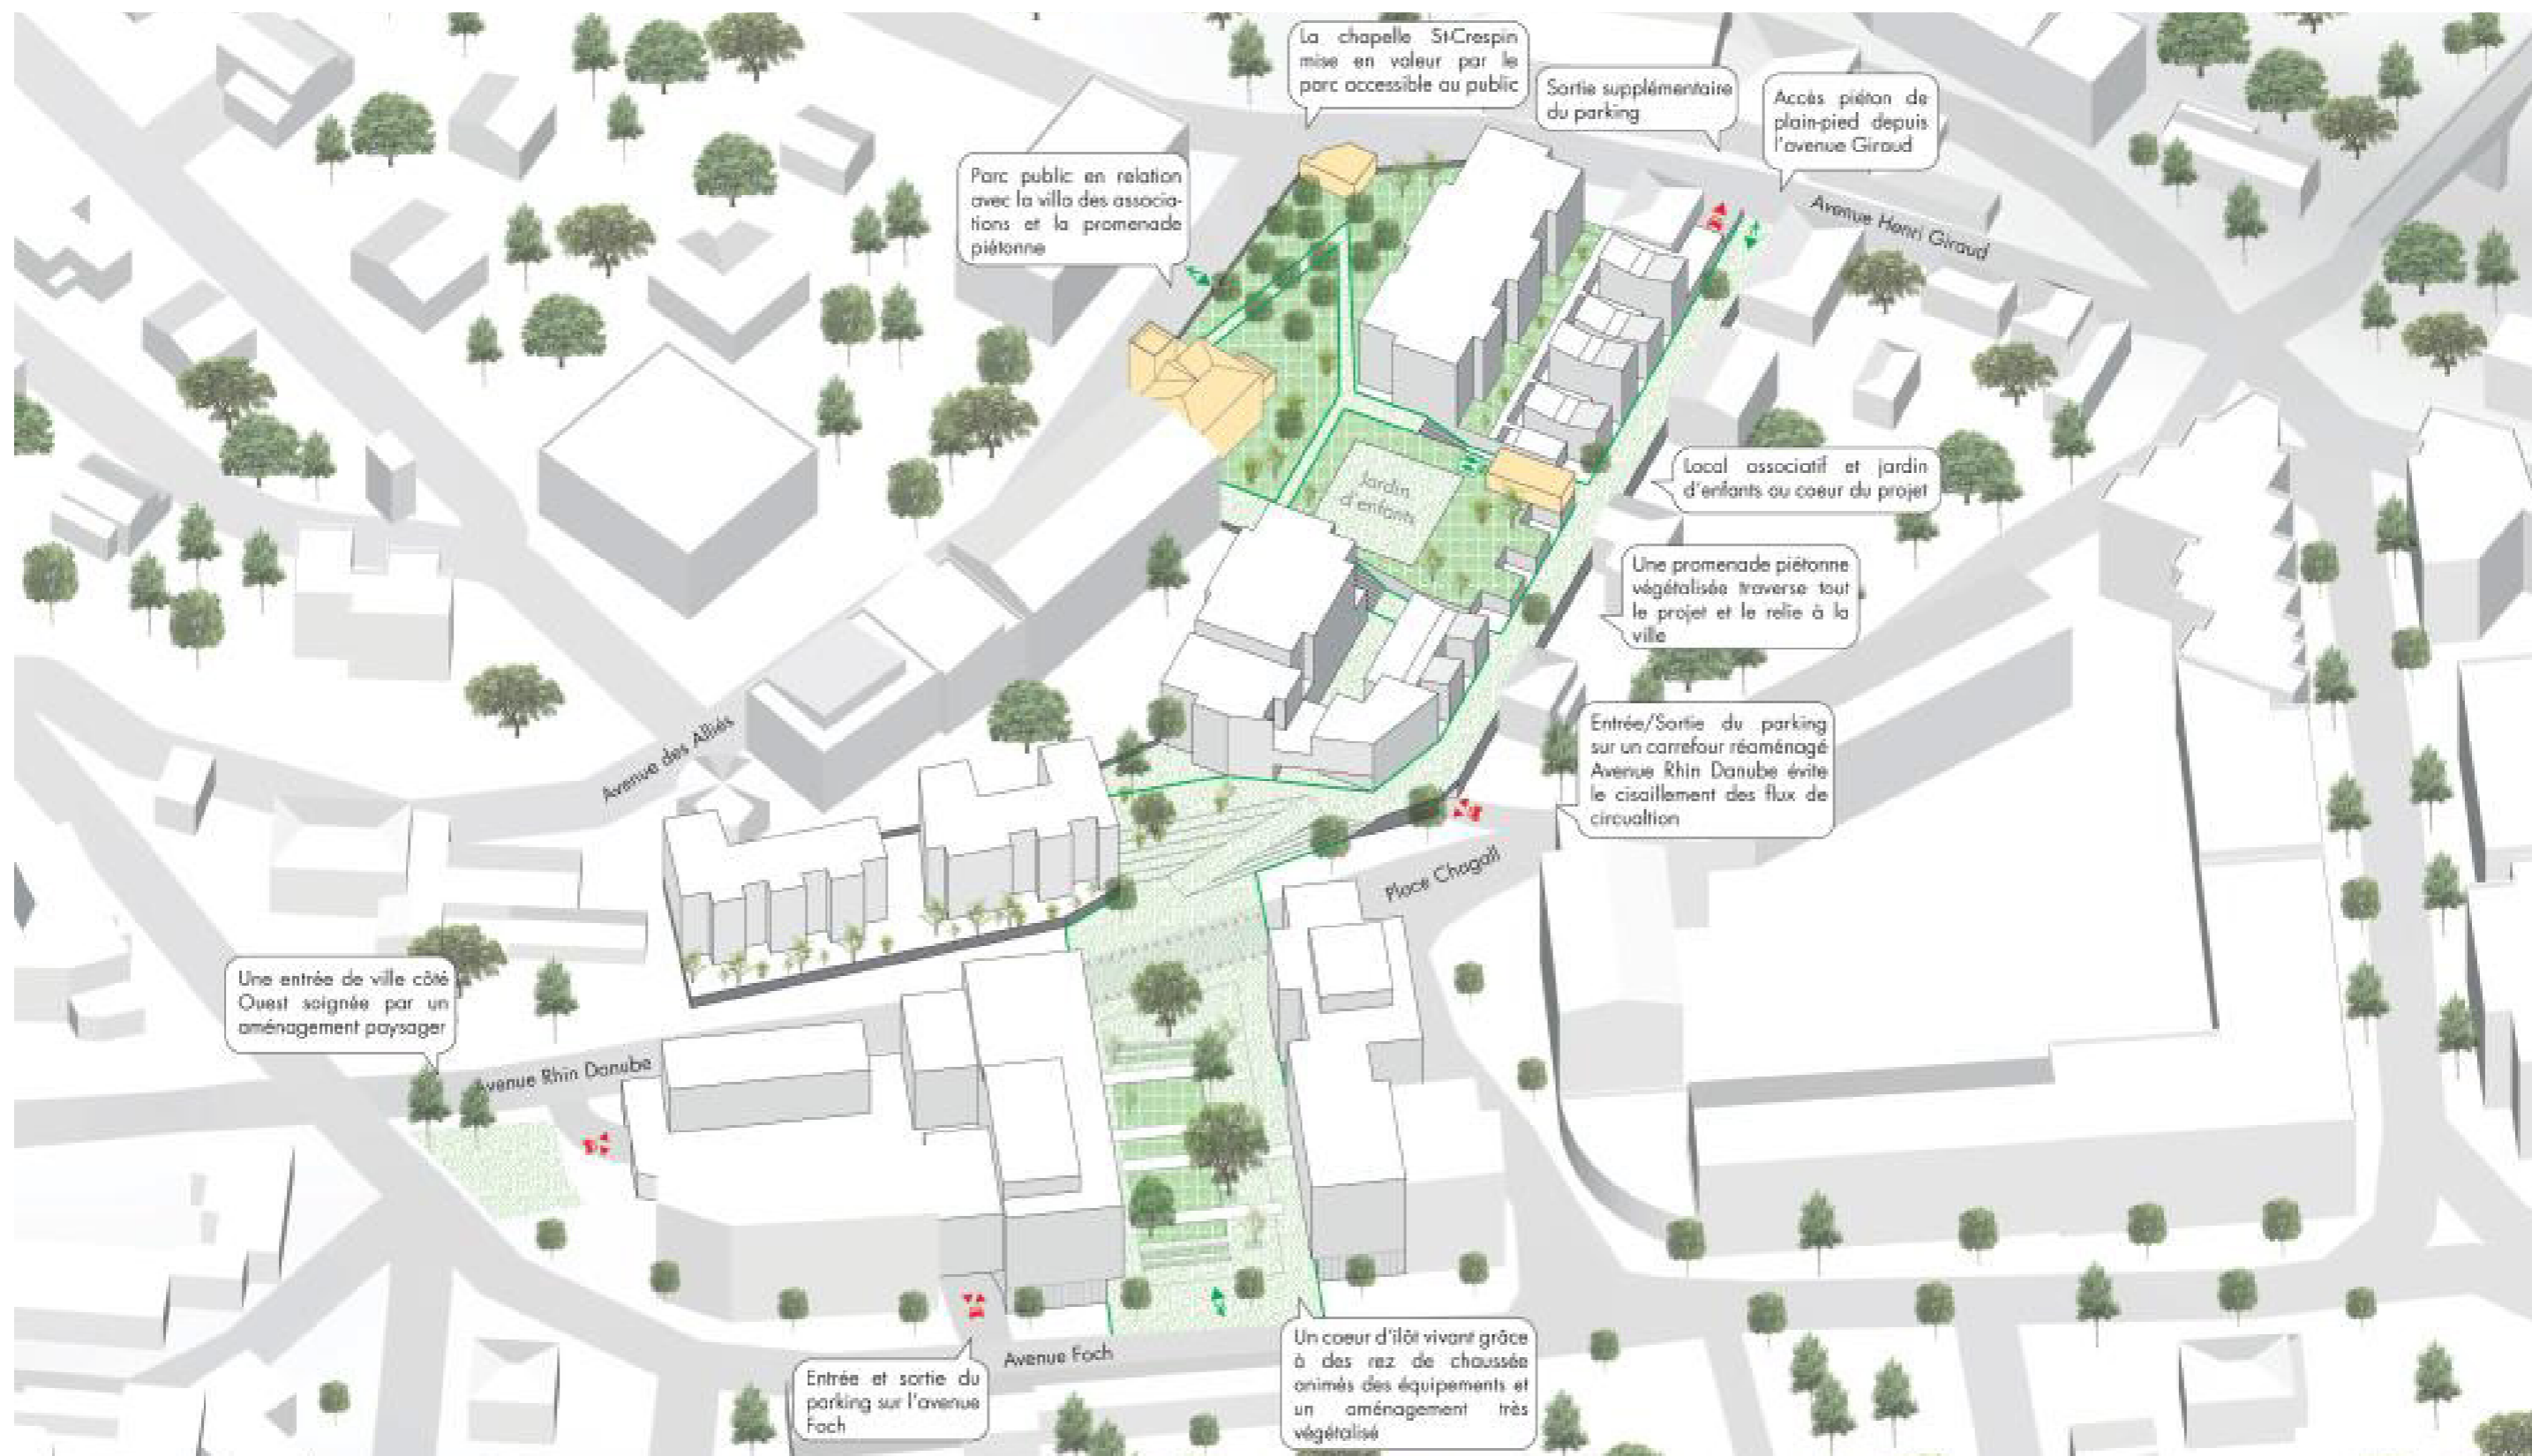 La chapelle St-Crespin
mise en valeur par le
parc accessible au public
Sortie supplémentaire
du parking
Accès piéton de
plain-pied depuis
l'avenue Giraud
Parc public en relation
avec la villa des associa-
tions et la promenade
piétonne
Avenue Henri Giraud
Local associatif et jardin
d'enfants au coeur du projet
Jardin
d'enfants
Une promenade piétonne
végétalisée traverse tout
le projet et le relie à la
ville
Entrée/Sortie du parking
sur un carrefour réaménagé
Avenue Rhin Danube évite
le cisaillement des flux de
circualtion
Avenue des Alliés
Place Chagall
Une entrée de ville côté
Ouest soignée par un
aménagement paysager
Avenue Rhin Danube
Un coeur d'ilôt vivant grâce
à des rez de chaussée
animés des équipements et
un aménagement très
végétalisé
Avenue Foch
Entrée et sortie du
parking sur l'avenue
Foch